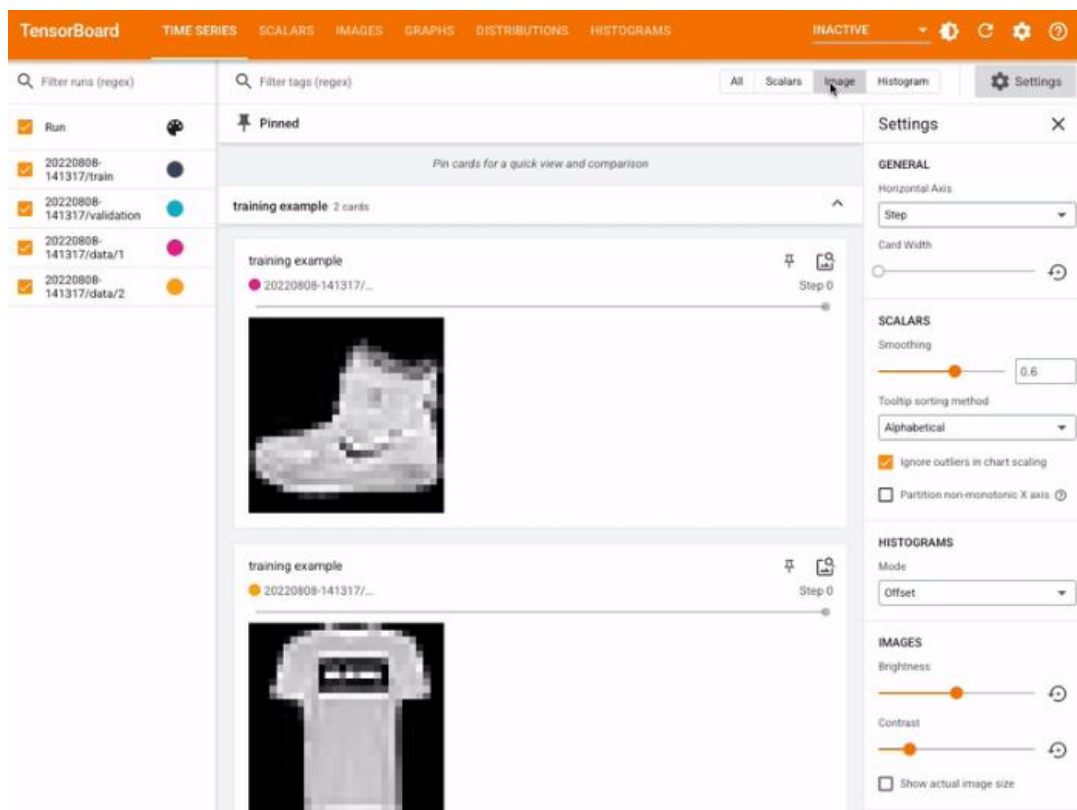 TensorBoard TIME SERIES SCALARS IMAGES GRAPHS DISTRIBUTIONS HISTOGRAMS INACTIVE
Filter runs (regex)
Filter tags (regex)
All Scalars Image Histogram Settings
Run
20220808-
141317/train
20220808-
141317/validation
20220808-
141317/data/1
20220808-
141317/data/2
Pinned
Pin cards for a quick view and comparison
training example 2 cards
training example
20220808-141317/... Step 0
training example
20220808-141317/... Step 0
Settings
GENERAL
Horizontal Axis
Step
Card Width
SCALARS
Smoothing
0.6
Tooltip sorting method
Alphabetical
Ignore outliers in chart scaling
Partition non-monotonic X axis
HISTOGRAMS
Mode
Offset
IMAGES
Brightness
Contrast
Show actual image size